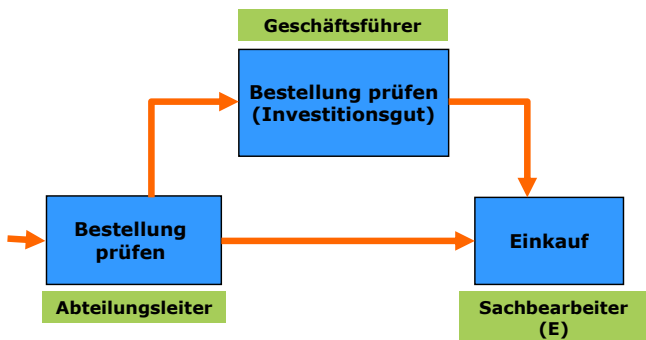 Geschäftsführer
Bestellung prüfen
(Investitionsgut)
Bestellung
prüfen
Einkauf
Abteilungsleiter
Sachbearbeiter
(E)